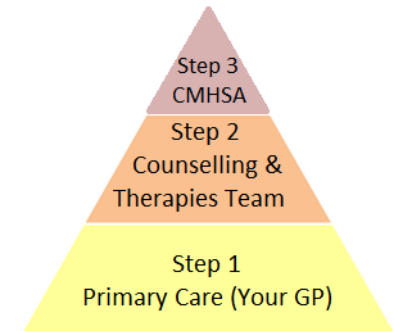 Step 3
CMHSA
Step 2
Counselling &
Therapies Team
Step 1
Primary Care (Your GP)